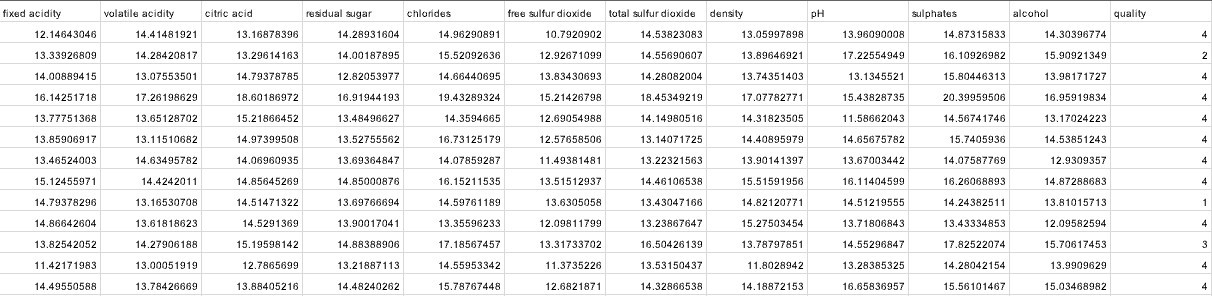 fixed acidity volatile acidity citric acid residual sugar chlorides free sulfur dioxide total sulfur dioxide density pH sulphates alcohol quality
12.14643046 14.41481921 13.16878396 14.28931604 14.96290891 10.7920902 14.53823083 13.05997898 13.96090008 14.87315833 14.30396774 4
13.33926809 14.28420817 13.29614163 14.00187895 15.52092636 12.92671099 14.55690607 13.89646921 17.22554949 16.10926982 15.90921349 2
14.00889415 13.07553501 14.79378785 12.82053977 14.66440695 13.83430693 14.28082004 13.74351403 13.1345521 15.80446313 13.98171727 4
16.14251718 17.26198629 18.60186972 16.91944193 19.43289324 15.21426798 18.45349219 17.07782771 15.43828735 20.39959506 16.95919834 4
13.77751368 13.65128702 15.21866452 13.48496627 14.3594665 12.69054988 14.14980516 14.31823505 11.58662043 14.56741746 13.17024223 4
13.85906917 13.11510682 14.97399508 13.52755562 16.73125179 12.57658506 13.14071725 14.40895979 14.65675782 15.7405936 14.53851243 4
13.46524003 14.63495782 14.06960935 13.69364847 14.07859287 11.49381481 13.22321563 13.90141397 13.67003442 14.07587769 12.9309357 4
15.12455971 14.4242011 14.85645269 14.85000876 16.15211535 13.51512937 14.46106538 15.51591956 16.11404599 16.26068893 14.87288683 4
14.79378296 13.16530708 14.51471322 13.69766694 14.59761189 13.6305058 13.43047166 14.82120771 14.51219555 14.24382511 13.81015713 1
14.86642604 13.61818623 14.5291369 13.90017041 13.35596233 12.09811799 13.23867647 15.27503454 13.71806843 13.43334853 12.09582594 4
13.82542052 14.27906188 15.19598142 14.88388906 17.18567457 13.31733702 16.50426139 13.78797851 14.55296847 17.82522074 15.70617453 3
11.42171983 13.00051919 12.7865699 13.21887113 14.55953342 11.3735226 13.53150437 11.8028942 13.28385325 14.28042154 13.9909629 4
14.49550588 13.78426669 13.88405216 14.48240262 15.78767448 12.6821871 14.32866538 14.18872153 16.65836957 15.56101467 15.03468982 4